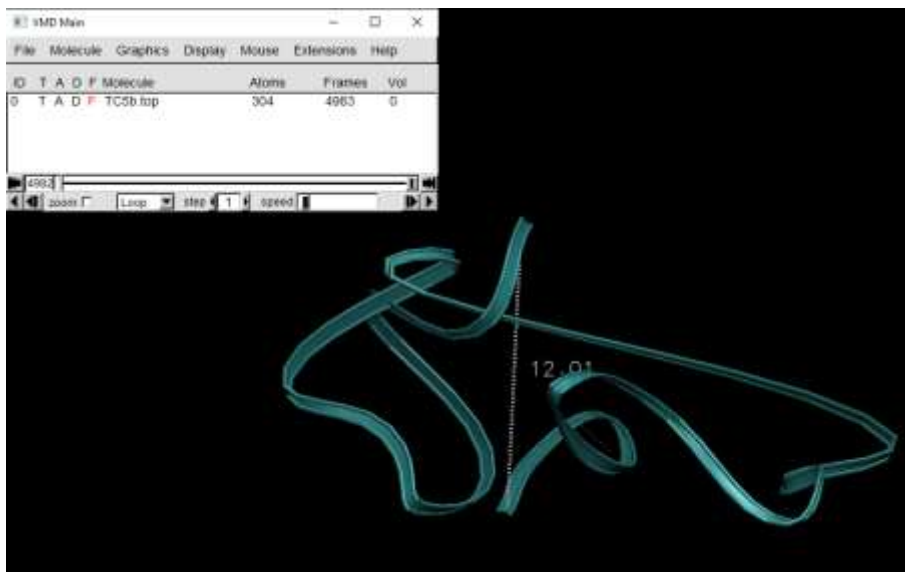 VMD Main
File Molecule Graphics Display Mouse Extensions Help
ID T A D F Molecule Atoms Frames Vol
0 T A D F TC5b.top 304 4983 0
4982
zoom Loop step 1 speed
12.01